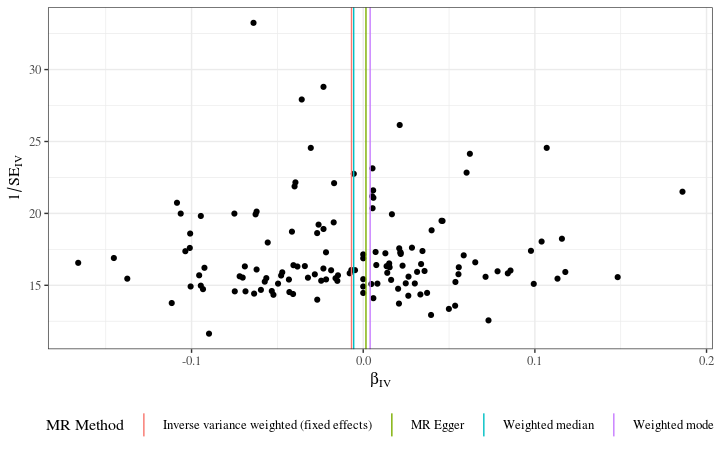 1/SE_IV
30
25
20
15
-0.1
0.0
0.1
0.2
β_IV
MR Method
Inverse variance weighted (fixed effects)
MR Egger
Weighted median
Weighted mode